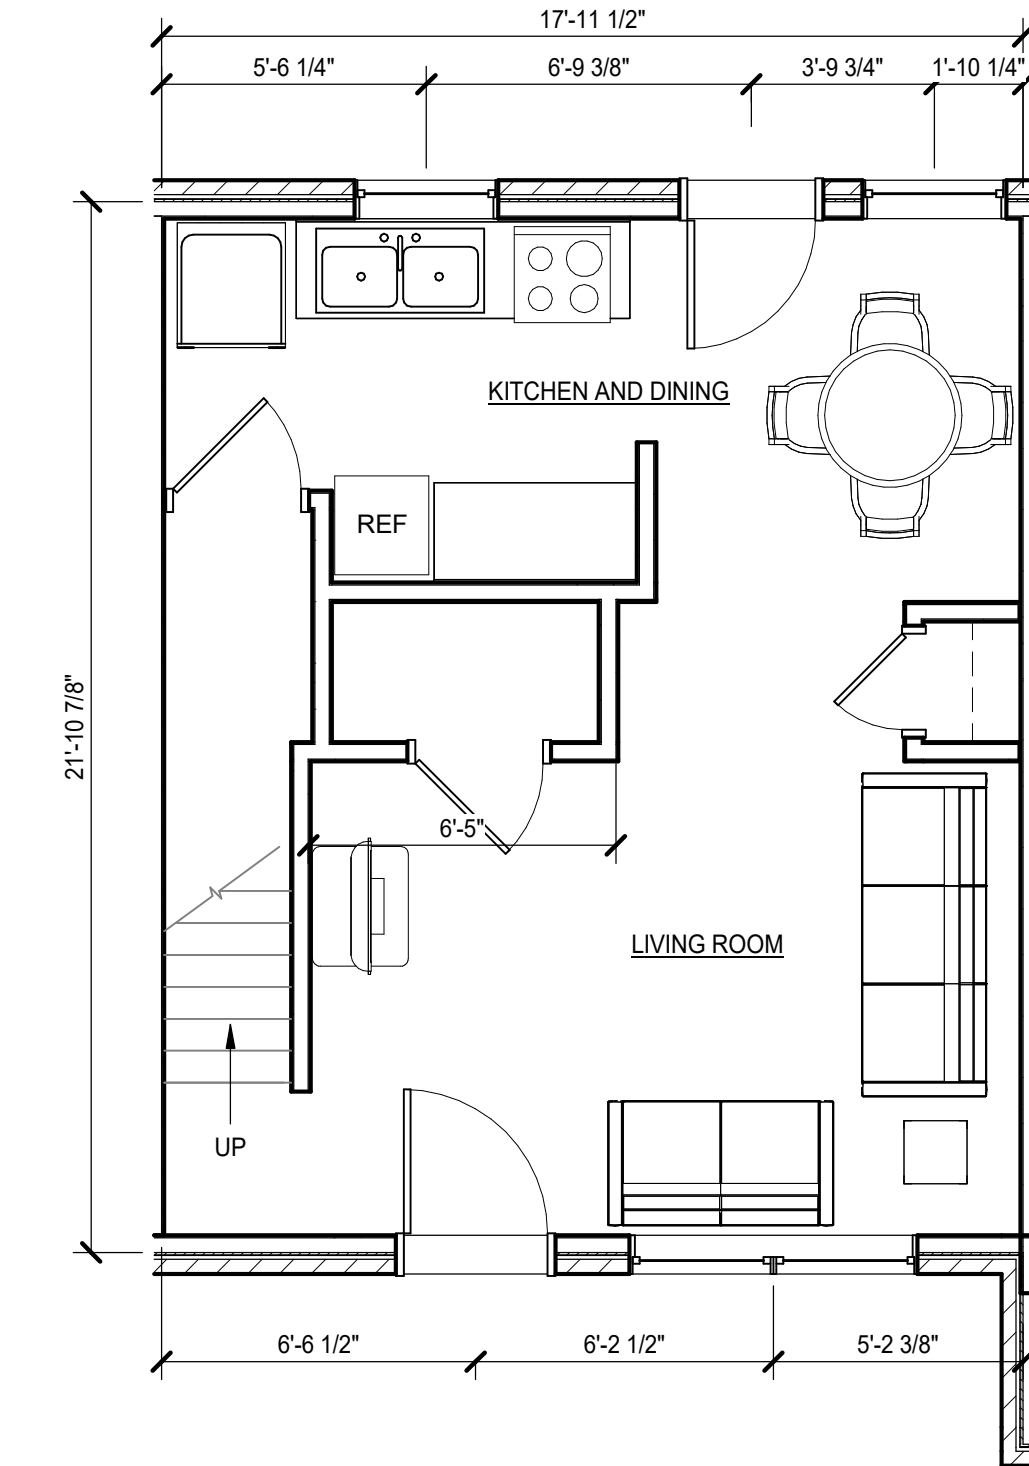 17'-11 1/2"
5'-6 1/4"
6'-9 3/8"
3'-9 3/4"
1'-10 1/4"
KITCHEN AND DINING
REF
21'-10 7/8"
6'-5"
LIVING ROOM
UP
6'-6 1/2"
6'-2 1/2"
5'-2 3/8"